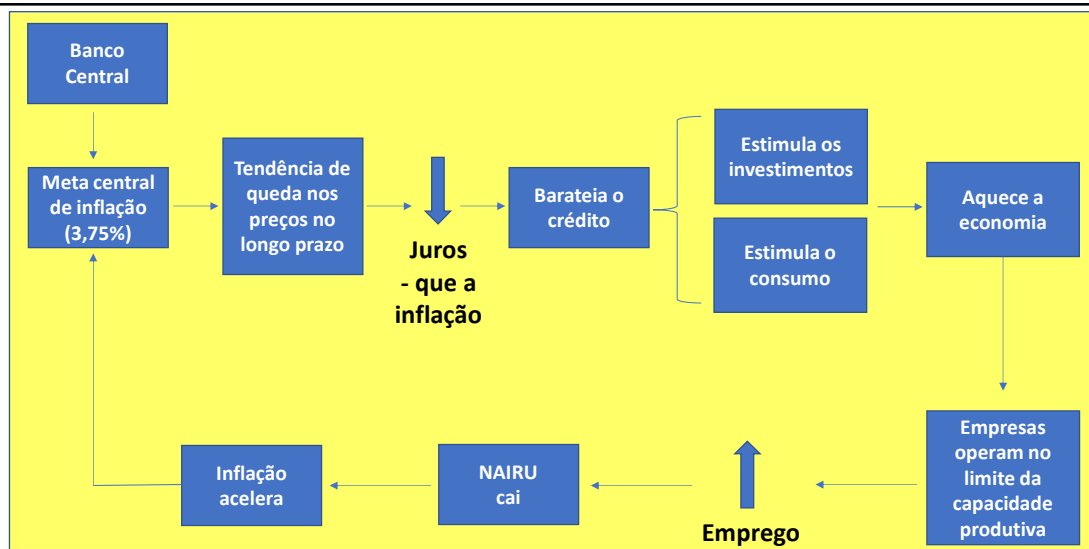 Banco
Central
Meta central
de inflação
(3,75%)
Tendência de
queda nos
preços no
longo prazo
Juros
- que a
inflação
Barateia o
crédito
Estimula os
investimentos
Estimula o
consumo
Aquece a
economia
Empresas
operam no
limite da
capacidade
produtiva
Emprego
NAIRU
cai
Inflação
acelera